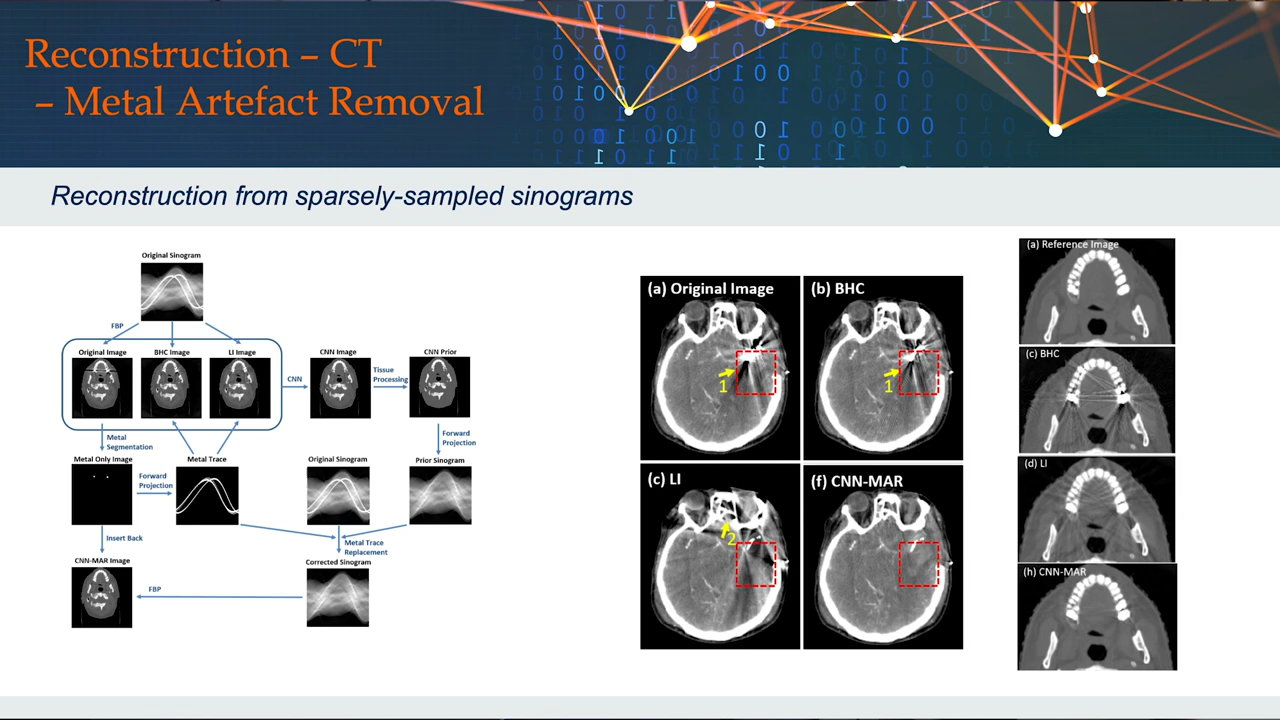 Reconstruction – CT
– Metal Artefact Removal
Reconstruction from sparsely-sampled sinograms
Original Sinogram
FBP
Original Image
BHC Image
LI Image
CNN
CNN Image
Tissue
Processing
CNN Prior
Metal
Segmentation
Forward
Projection
Metal Only Image
Forward
Projection
Metal Trace
Original Sinogram
Prior Sinogram
Insert Back
Metal Trace
Replacement
CNN-MAR Image
FBP
Corrected Sinogram
(a) Original Image
1
(b) BHC
1
(c) LI
2
(f) CNN-MAR
(a) Reference Image
(c) BHC
(d) LI
(h) CNN-MAR